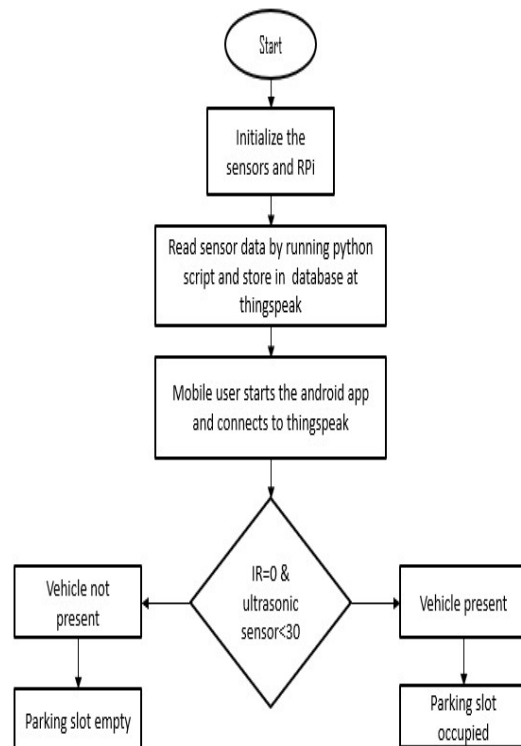 Start
Initialize the
sensors and RPi
Read sensor data by running python
script and store in database at
thingspeak
Mobile user starts the android app
and connects to thingspeak
IR=0 &
ultrasonic
sensor<30
Vehicle not
present
Vehicle present
Parking slot empty
Parking slot
occupied